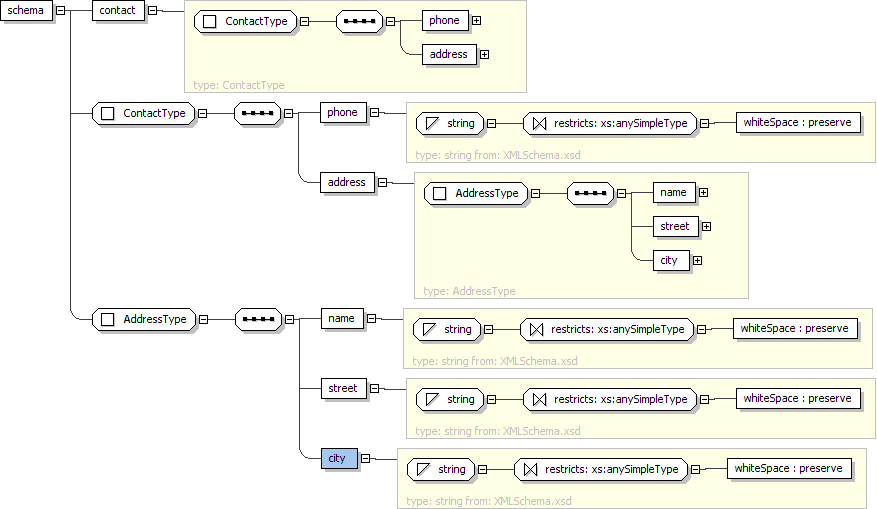 schema
contact
ContactType
phone
address
type: ContactType
ContactType
phone
string
restricts: xs:anySimpleType
whiteSpace : preserve
type: string from: XMLSchema.xsd
address
AddressType
name
street
city
type: AddressType
AddressType
name
string
restricts: xs:anySimpleType
whiteSpace : preserve
type: string from: XMLSchema.xsd
street
string
restricts: xs:anySimpleType
whiteSpace : preserve
type: string from: XMLSchema.xsd
city
string
restricts: xs:anySimpleType
whiteSpace : preserve
type: string from: XMLSchema.xsd